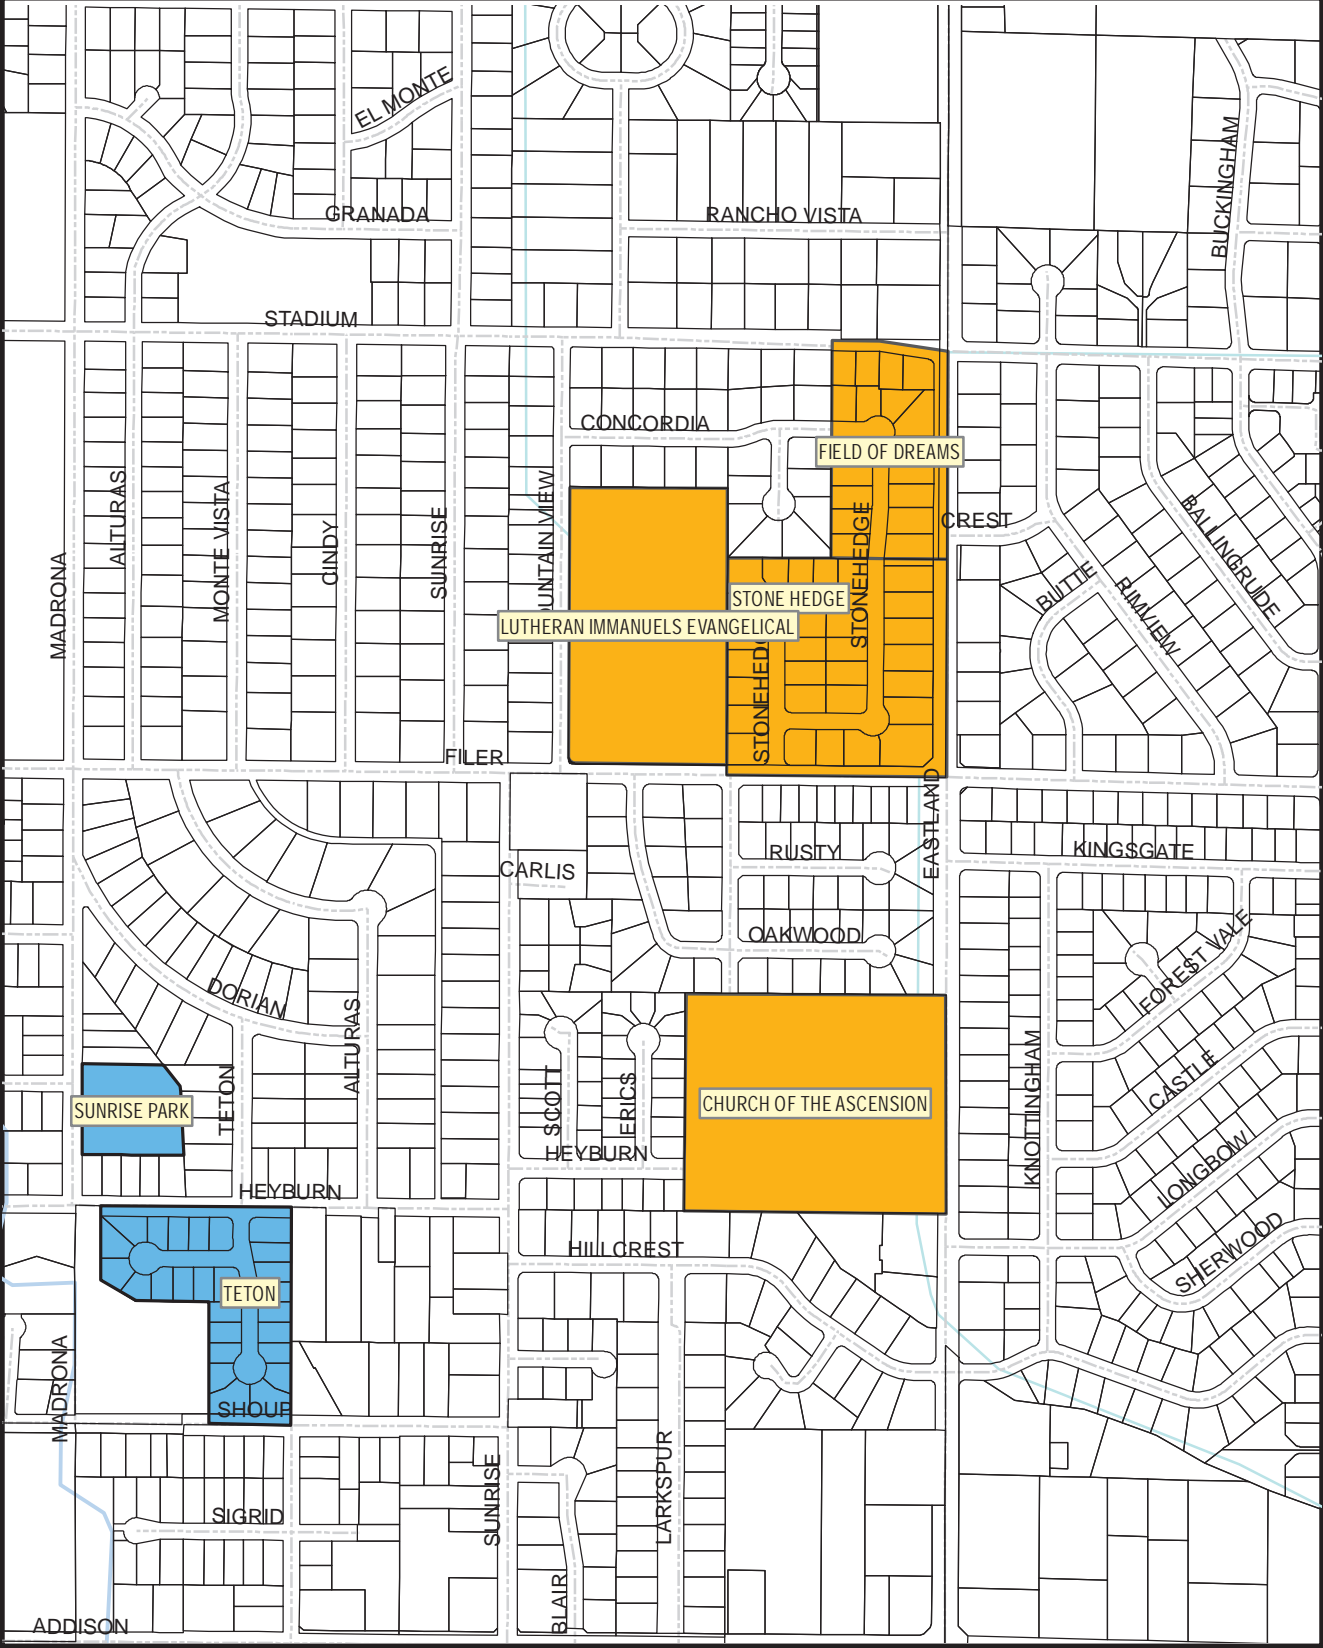 EL MONTE
GRANADA
RANCHO VISTA
BUCKINGHAM
STADIUM
CONCORDIA
FIELD OF DREAMS
ALTURAS
MONTE VISTA
CINDY
SUNRISE
OUNTAIN VIEW
MADRONA
STONEHEDGE
CREST
BALLINGRUDE
BUTTE
RIMVIEW
STONE HEDGE
LUTHERAN IMMANUELS EVANGELICAL
STONEHEDG
FILER
EASTLAND
RUSTY
KINGSGATE
CARLIS
OAKWOOD
FOREST VALE
DORIAN
ALTURAS
TETON
SUNRISE PARK
SCOTT
ERICS
CHURCH OF THE ASCENSION
KNOTTINGHAM
CASTLE
LONGBOW
HEYBURN
HEYBURN
HILLCREST
SHERWOOD
TETON
MADRONA
SHOUP
SUNRISE
LARKSPUR
SIGRID
BLAIR
ADDISON